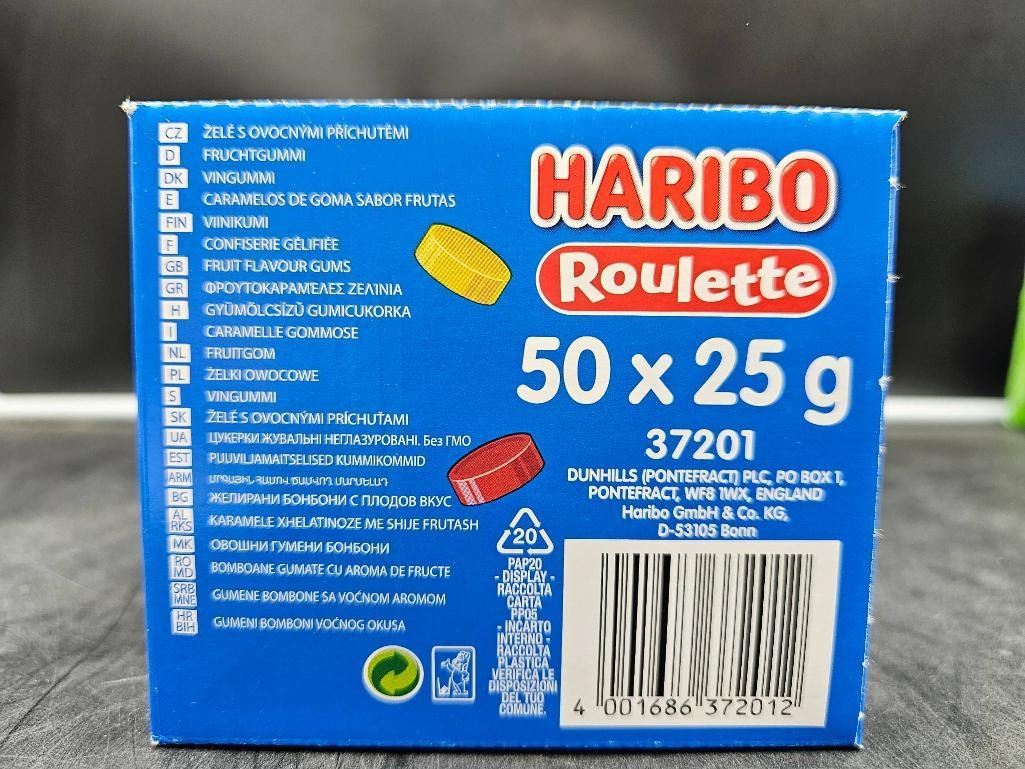 CZ ŽELÉ S OVOCNÝMI PŘÍCHUTĚMI
D FRUCHTGUMMI
DK VINGUMMI
E CARAMELOS DE GOMA SABOR FRUTAS
FIN VIINIKUMI
F CONFISERIE GÉLIFIÉE
GB FRUIT FLAVOUR GUMS
GR ΦΡΟΥΤΟΚΑΡΑΜΈΛΕΣ ΖΕΛΊΝΙΑ
H GYÜMÖLCSÍZŰ GUMICUKORKA
I CARAMELLE GOMMOSE
NL FRUITGOM
PL ŻELKI OWOCOWE
S VINGUMMI
SK ŽELÉ S OVOCNÝMI PRÍCHUŤAMI
UA ЦУКЕРКИ ЖУВАЛЬНІ НЕГЛАЗУРОВАНІ. Без ГМО
EST PUUVILJAMAITSELISED KUMMIKOMMID
ARM
BG ЖЕЛИРАНИ БОНБОНИ С ПЛОДОВ ВКУС
AL RKS KARAMELE XHELATINOZE ME SHIJE FRUTASH
MK ОВОШНИ ГУМЕНИ БОНБОНИ
RO MD BOMBOANE GUMATE CU AROMA DE FRUCTE
SRB MNE GUMENE BOMBONE SA VOĆNOM AROMOM
HR BIH GUMENI BOMBONI VOĆNOG OKUSA
HARIBO
Roulette
50 x 25 g
37201
DUNHILLS (PONTEFRACT) PLC, PO BOX 1,
PONTEFRACT, WF8 1WX, ENGLAND
Haribo GmbH & Co. KG,
D-53105 Bonn
20
PAP20
- DISPLAY -
RACCOLTA
CARTA
PP05
- INCARTO
INTERNO -
RACCOLTA
PLASTICA
VERIFICA LE
DISPOSIZIONI
DEL TUO
COMUNE.
4 001686 372012